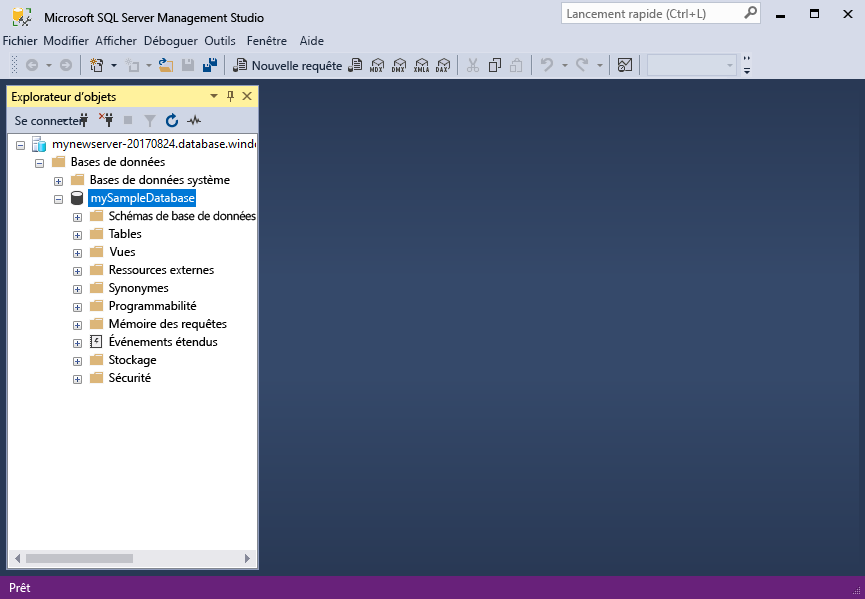 Microsoft SQL Server Management Studio
Lancement rapide (Ctrl+L)
Fichier Modifier Afficher Déboguer Outils Fenêtre Aide
Nouvelle requête MDX DMX XMLA DAX
Explorateur d'objets
Se connecter
mynewserver-20170824.database.wind
Bases de données
Bases de données système
mySampleDatabase
Schémas de base de données
Tables
Vues
Ressources externes
Synonymes
Programmabilité
Mémoire des requêtes
Événements étendus
Stockage
Sécurité
Prêt